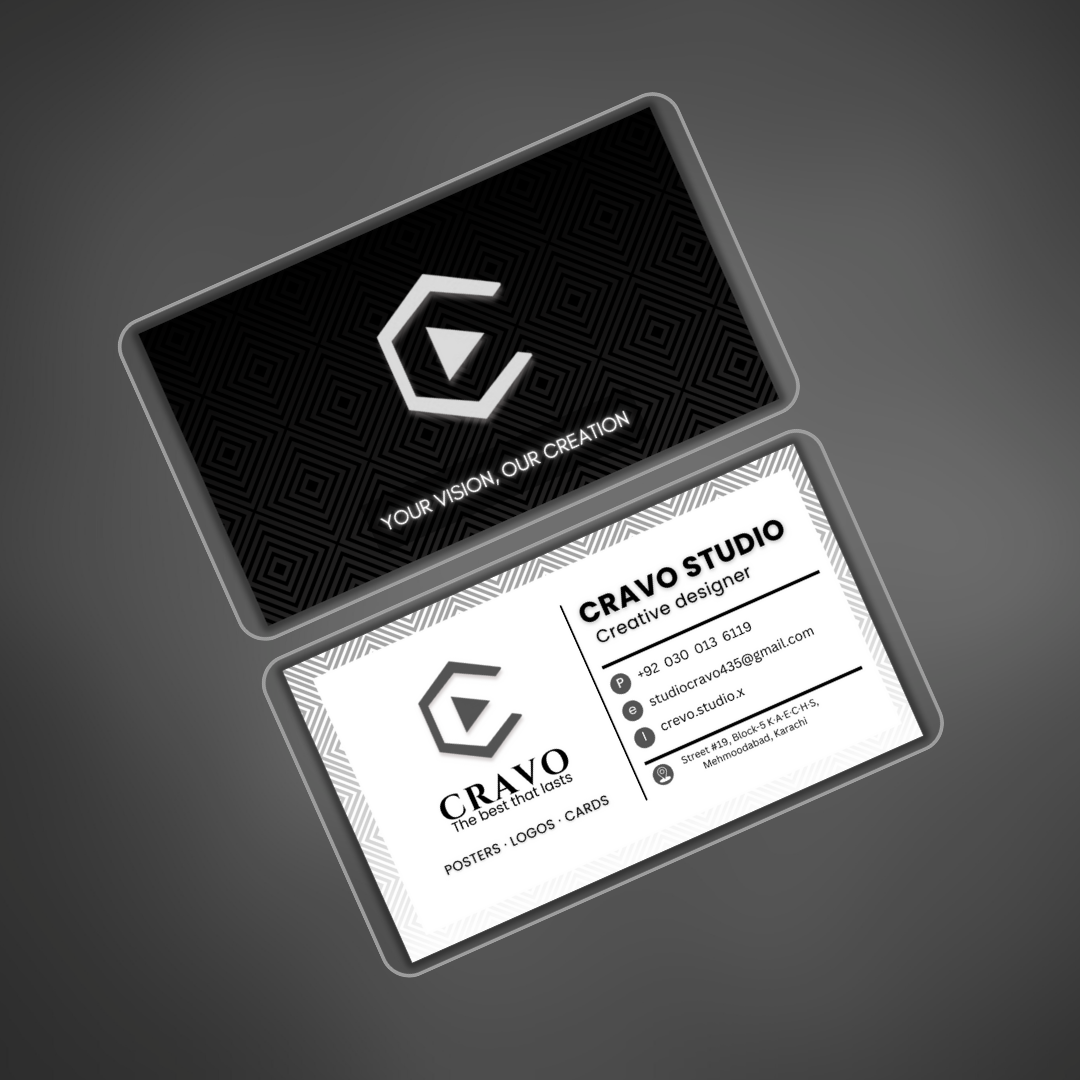 YOUR VISION, OUR CREATION
CRAVO
The best that lasts
POSTERS · LOGOS · CARDS
CRAVO STUDIO
Creative designer
P +92 030 013 6119
e studiocravo435@gmail.com
I crevo.studio.x
Street #19, Block-5 K·A·E·C·H·S,
Mehmoodabad, Karachi